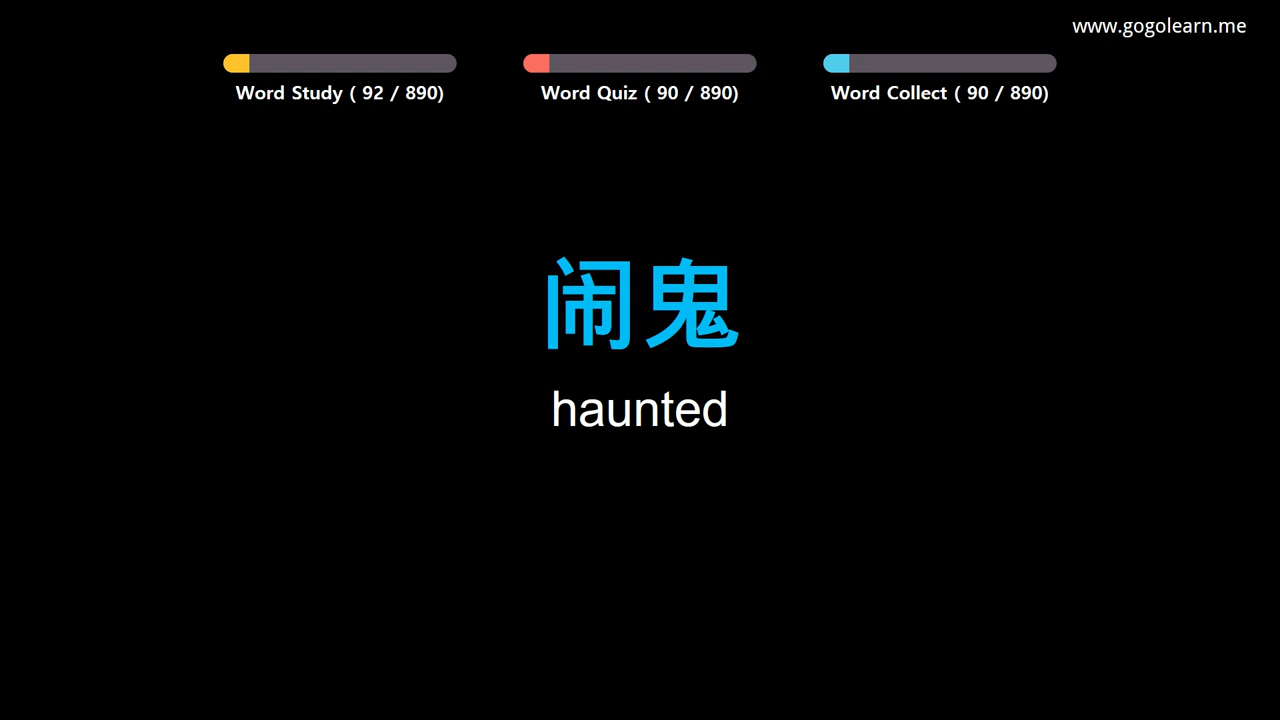 www.gogolearn.me
Word Study ( 92 / 890)
Word Quiz ( 90 / 890)
Word Collect ( 90 / 890)
闹鬼
haunted